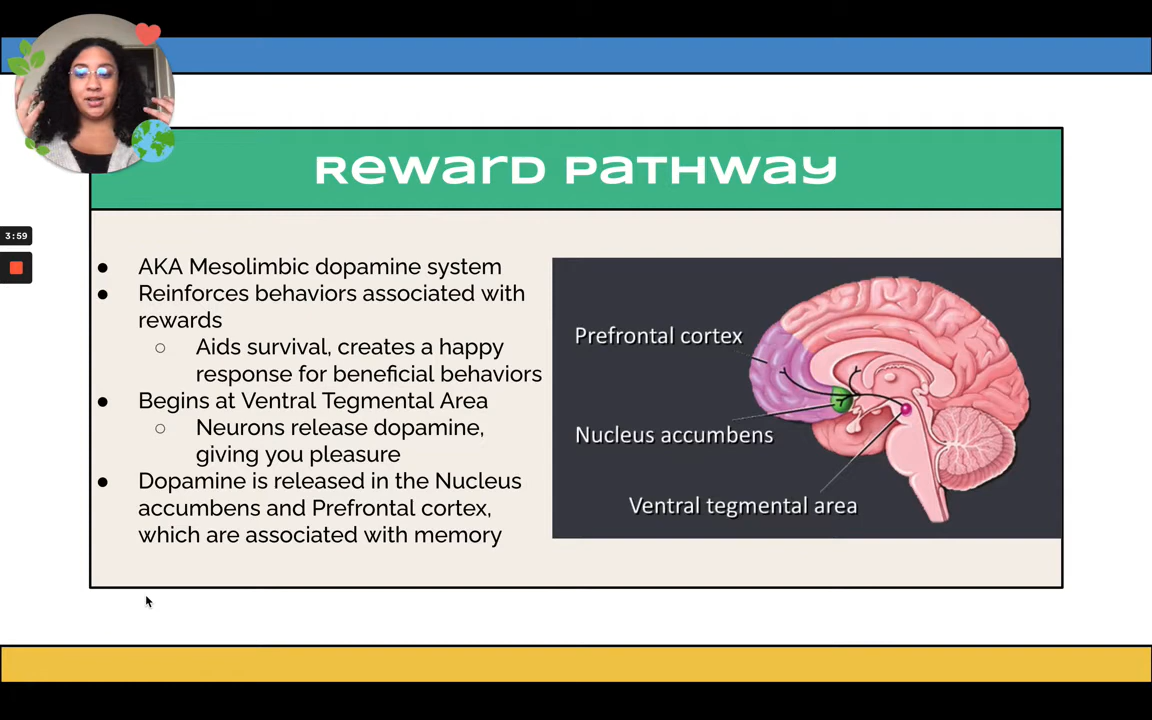 Reward Pathway
3:59
● AKA Mesolimbic dopamine system
● Reinforces behaviors associated with
rewards
○ Aids survival, creates a happy
response for beneficial behaviors
● Begins at Ventral Tegmental Area
○ Neurons release dopamine,
giving you pleasure
● Dopamine is released in the Nucleus
accumbens and Prefrontal cortex,
which are associated with memory
Prefrontal cortex
Nucleus accumbens
Ventral tegmental area